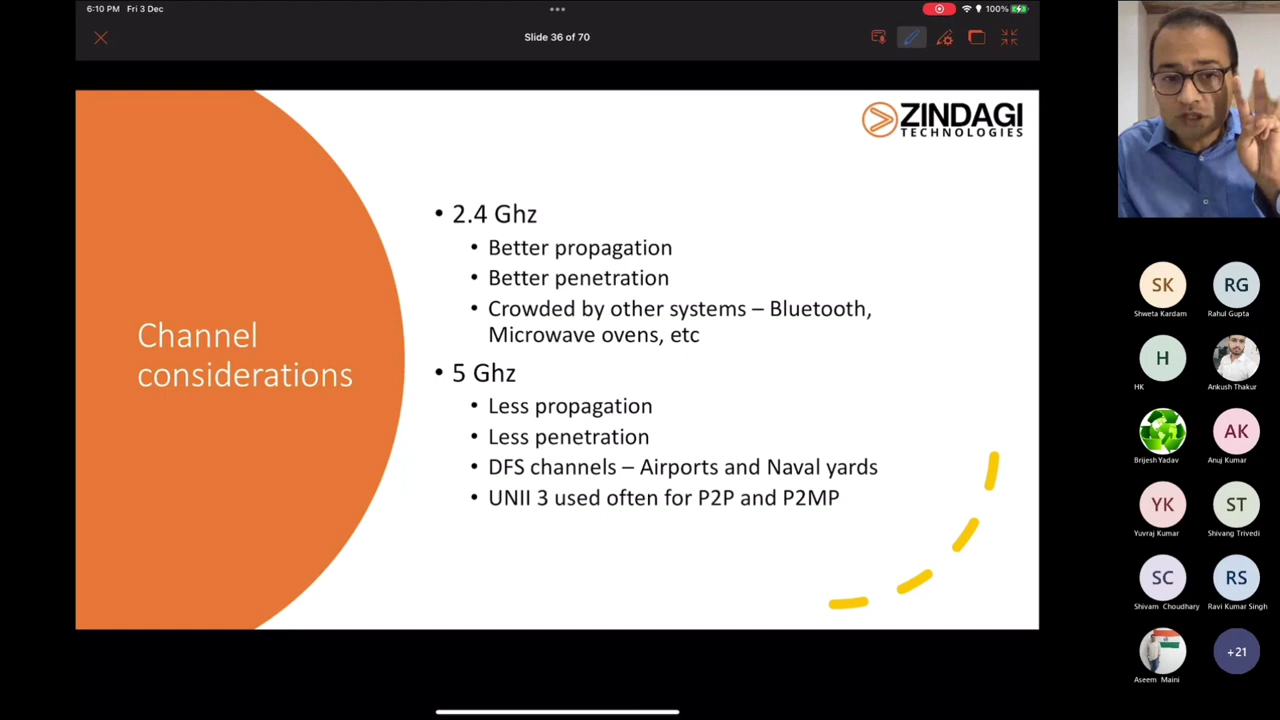 6:10 PM Fri 3 Dec
100%
Slide 36 of 70
ZINDAGI
TECHNOLOGIES
Channel
considerations
• 2.4 Ghz
• Better propagation
• Better penetration
• Crowded by other systems – Bluetooth,
Microwave ovens, etc
• 5 Ghz
• Less propagation
• Less penetration
• DFS channels – Airports and Naval yards
• UNII 3 used often for P2P and P2MP
SK
RG
Shweta Kardam
Rahul Gupta
H
HK
Ankush Thakur
AK
Brijesh Yadav
Anuj Kumar
YK
ST
Yuvraj Kumar
Shivang Trivedi
SC
RS
Shivam Choudhary
Ravi Kumar Singh
+21
Aseem Maini